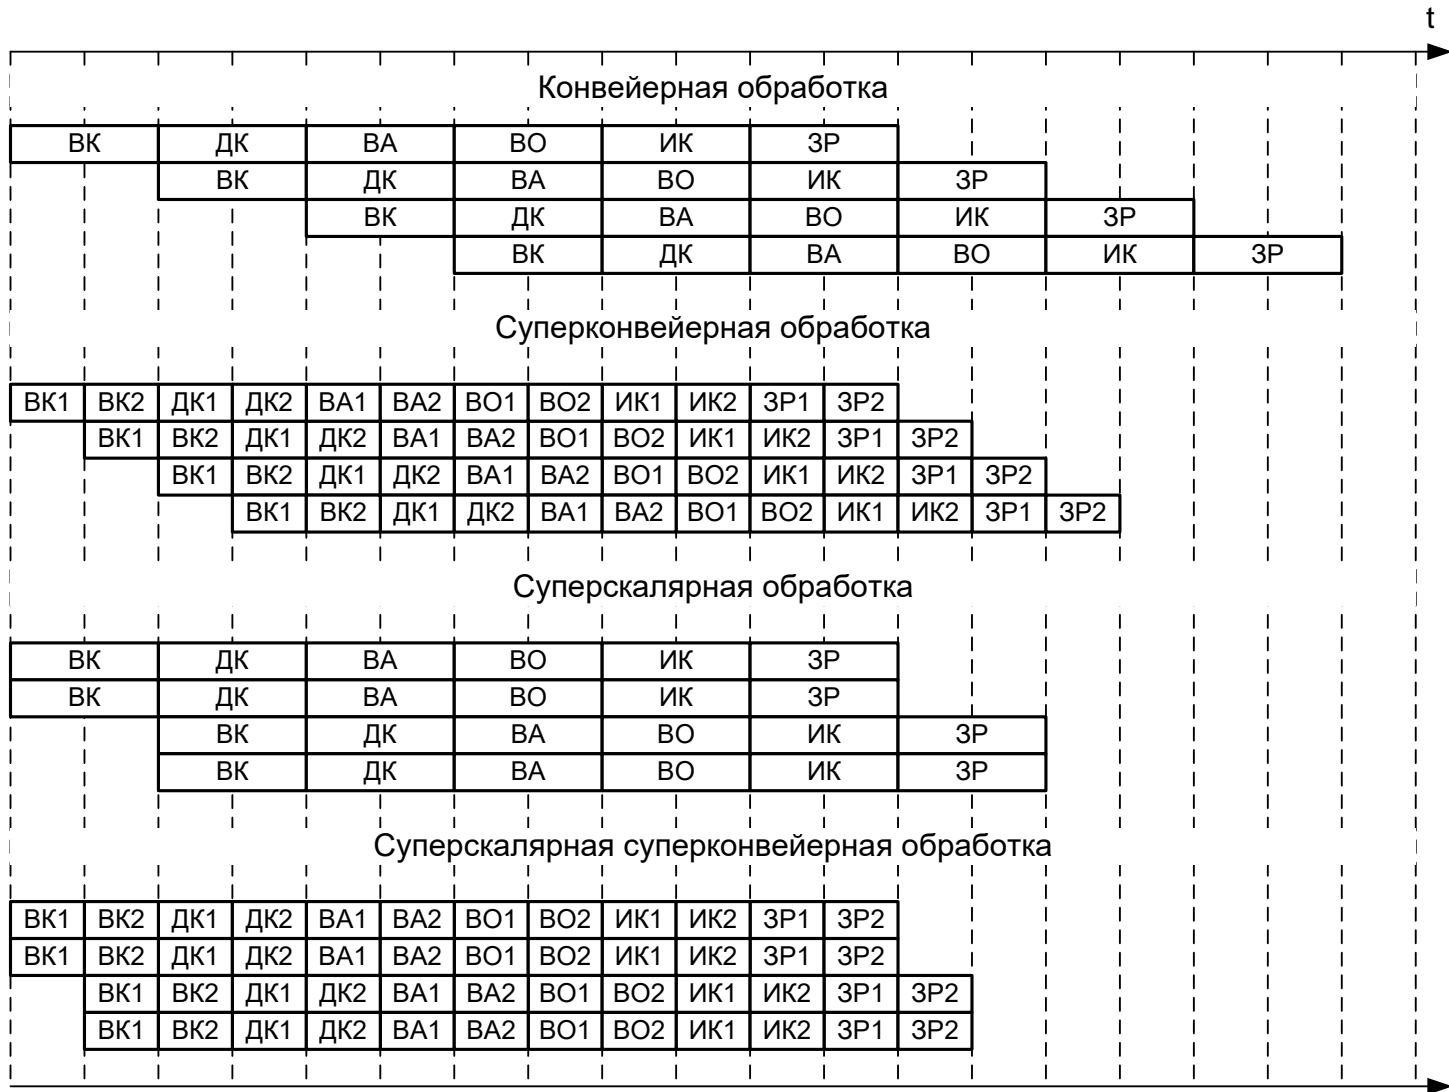 t
Конвейерная обработка
ВК ДК ВА ВО ИК ЗР
ВК ДК ВА ВО ИК ЗР
ВК ДК ВА ВО ИК ЗР
ВК ДК ВА ВО ИК ЗР
Суперконвейерная обработка
ВК1 ВК2 ДК1 ДК2 ВА1 ВА2 ВО1 ВО2 ИК1 ИК2 ЗР1 ЗР2
ВК1 ВК2 ДК1 ДК2 ВА1 ВА2 ВО1 ВО2 ИК1 ИК2 ЗР1 ЗР2
ВК1 ВК2 ДК1 ДК2 ВА1 ВА2 ВО1 ВО2 ИК1 ИК2 ЗР1 ЗР2
ВК1 ВК2 ДК1 ДК2 ВА1 ВА2 ВО1 ВО2 ИК1 ИК2 ЗР1 ЗР2
Суперскалярная обработка
ВК ДК ВА ВО ИК ЗР
ВК ДК ВА ВО ИК ЗР
ВК ДК ВА ВО ИК ЗР
ВК ДК ВА ВО ИК ЗР
Суперскалярная суперконвейерная обработка
ВК1 ВК2 ДК1 ДК2 ВА1 ВА2 ВО1 ВО2 ИК1 ИК2 ЗР1 ЗР2
ВК1 ВК2 ДК1 ДК2 ВА1 ВА2 ВО1 ВО2 ИК1 ИК2 ЗР1 ЗР2
ВК1 ВК2 ДК1 ДК2 ВА1 ВА2 ВО1 ВО2 ИК1 ИК2 ЗР1 ЗР2
ВК1 ВК2 ДК1 ДК2 ВА1 ВА2 ВО1 ВО2 ИК1 ИК2 ЗР1 ЗР2